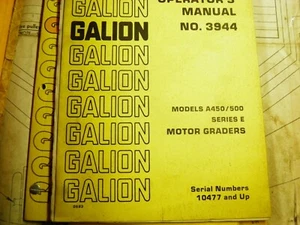 GALION
OPERATOR'S
MANUAL
GALION
NO. 3944
GALION
GALION
GALION
MODELS A450/500
SERIES E
MOTOR GRADERS
GALION
GALION
GALION
GALION
Serial Numbers
10477 and Up